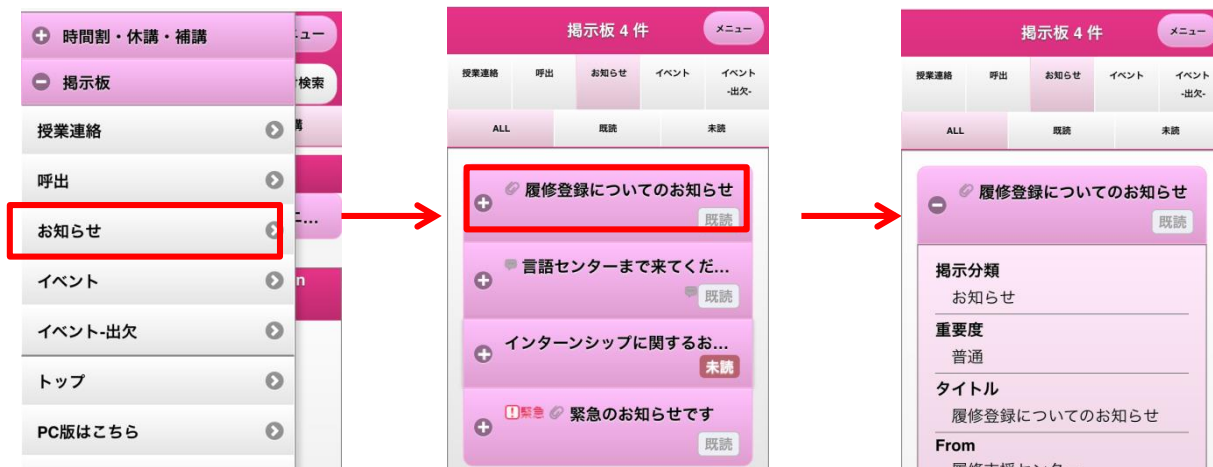 時間割・休講・補講
掲示板
授業連絡
呼出
お知らせ
イベント
イベント-出欠
トップ
PC版はこちら
ュー
検索
講
ニ...
n
掲示板 4 件
メニュー
授業連絡 呼出 お知らせ イベント イベント
-出欠-
ALL 既読 未読
履修登録についてのお知らせ
既読
言語センターまで来てくだ...
既読
インターンシップに関するお...
未読
!緊急 緊急のお知らせです
既読
掲示板 4 件
メニュー
授業連絡 呼出 お知らせ イベント イベント
-出欠-
ALL 既読 未読
履修登録についてのお知らせ
既読
掲示分類
お知らせ
重要度
普通
タイトル
履修登録についてのお知らせ
From